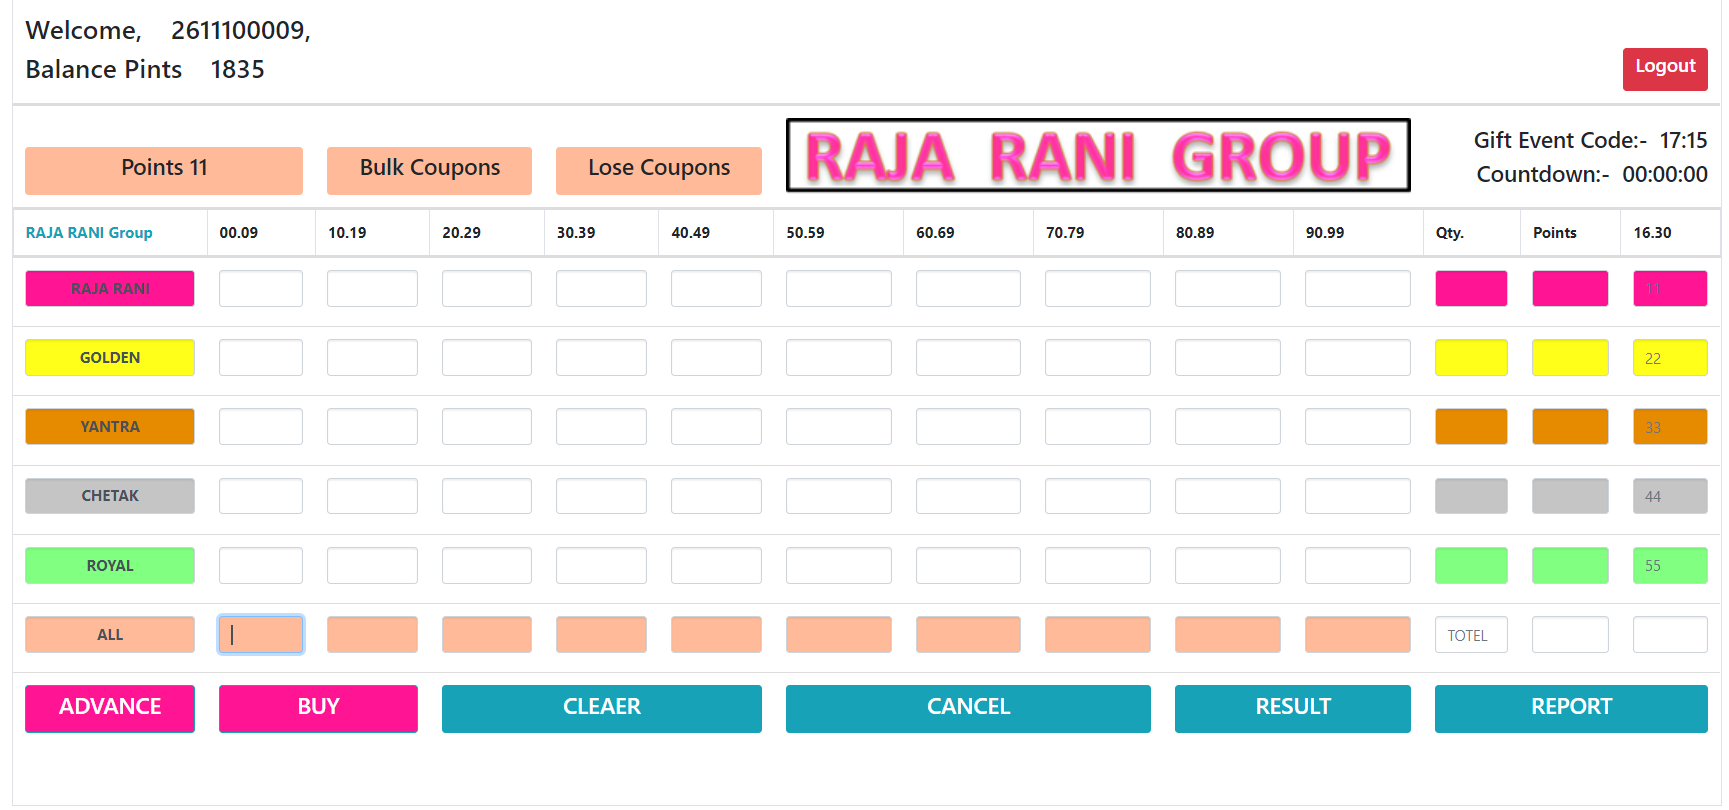 Welcome, 2611100009,
Balance Pints 1835
Logout
Points 11
Bulk Coupons
Lose Coupons
RAJA RANI GROUP
Gift Event Code:- 17:15
Countdown:- 00:00:00
RAJA RANI Group 00.09 10.19 20.29 30.39 40.49 50.59 60.69 70.79 80.89 90.99 Qty. Points 16.30
RAJA RANI 11
GOLDEN 22
YANTRA 33
CHETAK 44
ROYAL 55
ALL TOTEL
ADVANCE BUY CLEAER CANCEL RESULT REPORT